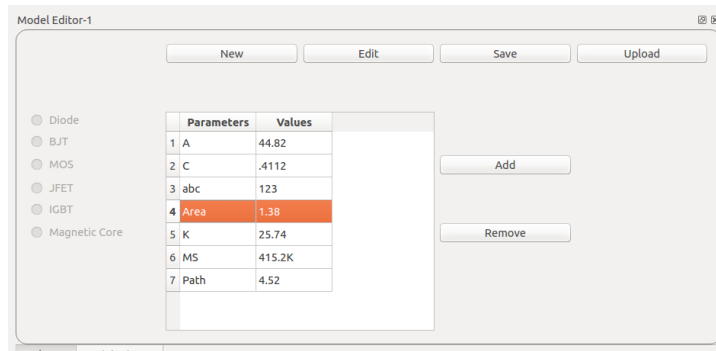 Model Editor-1
New Edit Save Upload
Diode
BJT
MOS
JFET
IGBT
Magnetic Core
Parameters Values
1 A 44.82
2 C .4112
3 abc 123
4 Area 1.38
5 K 25.74
6 MS 415.2K
7 Path 4.52
Add
Remove